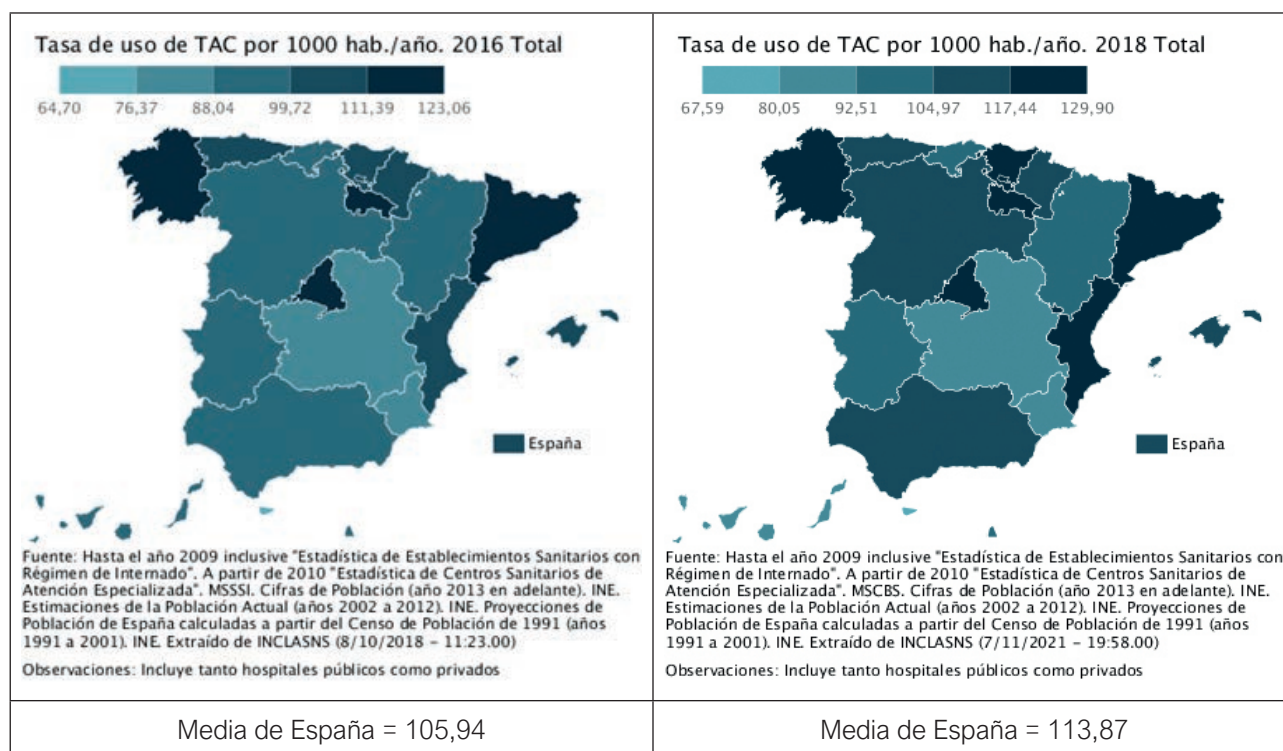 Tasa de uso de TAC por 1000 hab./año. 2016 Total
64,70 76,37 88,04 99,72 111,39 123,06
España
Fuente: Hasta el año 2009 inclusive "Estadística de Establecimientos Sanitarios con
Régimen de Internado". A partir de 2010 "Estadística de Centros Sanitarios de
Atención Especializada". MSSSI. Cifras de Población (año 2013 en adelante). INE.
Estimaciones de la Población Actual (años 2002 a 2012). INE. Proyecciones de
Población de España calculadas a partir del Censo de Población de 1991 (años
1991 a 2001). INE. Extraído de INCLASNS (8/10/2018 – 11:23.00)
Observaciones: Incluye tanto hospitales públicos como privados
Media de España = 105,94
Tasa de uso de TAC por 1000 hab./año. 2018 Total
67,59 80,05 92,51 104,97 117,44 129,90
España
Fuente: Hasta el año 2009 inclusive "Estadística de Establecimientos Sanitarios con
Régimen de Internado". A partir de 2010 "Estadística de Centros Sanitarios de
Atención Especializada". MSCBS. Cifras de Población (año 2013 en adelante). INE.
Estimaciones de la Población Actual (años 2002 a 2012). INE. Proyecciones de
Población de España calculadas a partir del Censo de Población de 1991 (años
1991 a 2001). INE. Extraído de INCLASNS (7/11/2021 – 19:58.00)
Observaciones: Incluye tanto hospitales públicos como privados
Media de España = 113,87